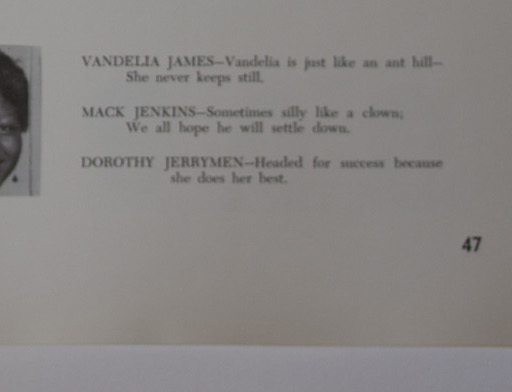 VANDELIA JAMES—Vandelia is just like an ant hill—
She never keeps still.
MACK JENKINS—Sometimes silly like a clown;
We all hope he will settle down.
DOROTHY JERRYMEN—Headed for success because
she does her best.
47